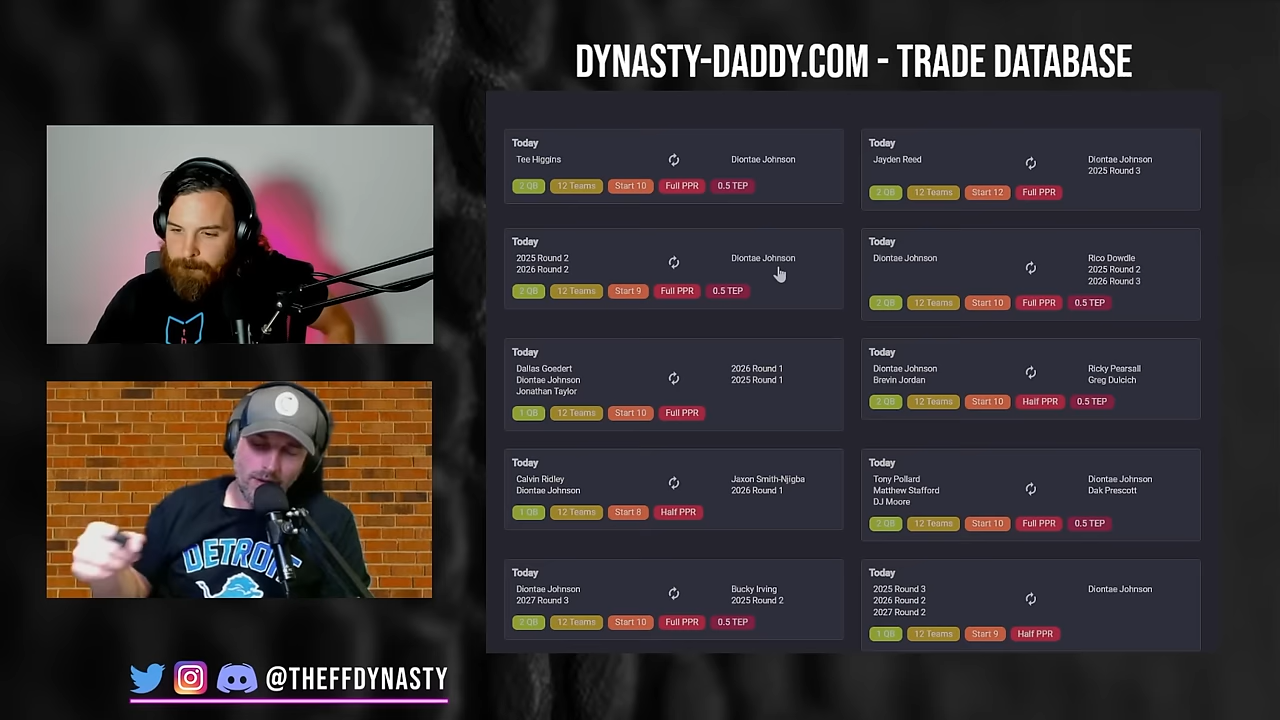 DYNASTY-DADDY.COM - TRADE DATABASE
Today
Tee Higgins
Diontae Johnson
2 QB 12 Teams Start 10 Full PPR 0.5 TEP
Today
Jayden Reed
Diontae Johnson
2025 Round 3
2 QB 12 Teams Start 12 Full PPR
Today
2025 Round 2
2026 Round 2
Diontae Johnson
2 QB 12 Teams Start 9 Full PPR 0.5 TEP
Today
Diontae Johnson
Rico Dowdle
2025 Round 2
2026 Round 3
2 QB 12 Teams Start 10 Full PPR 0.5 TEP
Today
Dallas Goedert
Diontae Johnson
Jonathan Taylor
2026 Round 1
2025 Round 1
1 QB 12 Teams Start 10 Full PPR
Today
Diontae Johnson
Brevin Jordan
Ricky Pearsall
Greg Dulcich
2 QB 12 Teams Start 10 Half PPR 0.5 TEP
Today
Calvin Ridley
Diontae Johnson
Jaxon Smith-Njigba
2026 Round 1
1 QB 12 Teams Start 8 Half PPR
Today
Tony Pollard
Matthew Stafford
DJ Moore
Diontae Johnson
Dak Prescott
2 QB 12 Teams Start 10 Full PPR 0.5 TEP
Today
Diontae Johnson
2027 Round 3
Bucky Irving
2025 Round 2
2 QB 12 Teams Start 10 Full PPR 0.5 TEP
Today
2025 Round 3
2026 Round 2
2027 Round 2
Diontae Johnson
1 QB 12 Teams Start 9 Half PPR
DETROIT
@THEFFDYNASTY